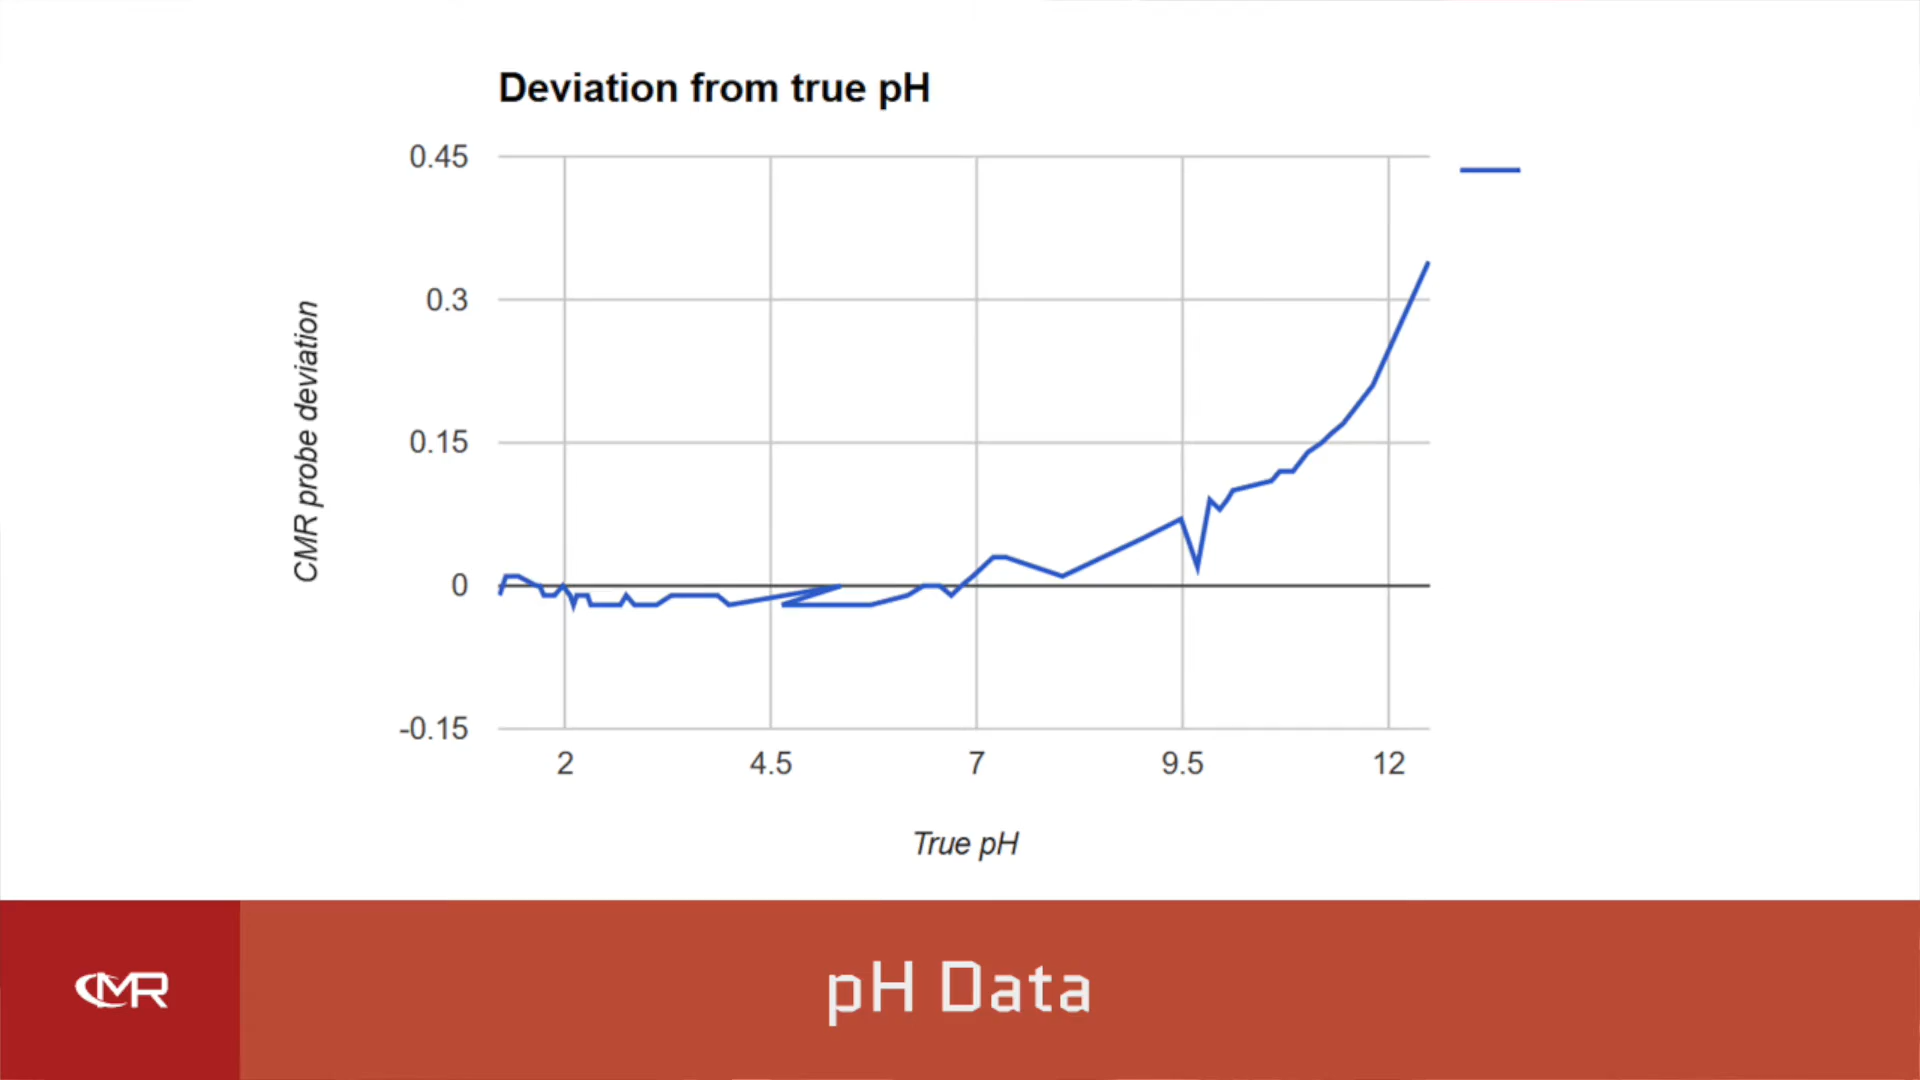 Deviation from true pH
0.45
0.3
0.15
0
-0.15
CMR probe deviation
2 4.5 7 9.5 12
True pH
CMR
pH Data